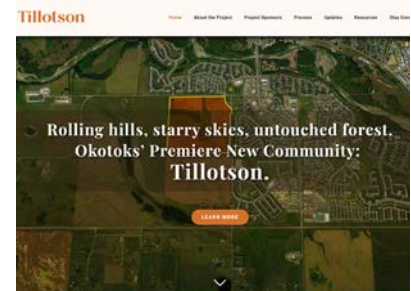 Tillotson
Home About the Project Project Sponsors Process Updates Resources Stay
Rolling hills, starry skies, untouched forest.
Okotoks' Premiere New Community:
Tillotson.
LEARN MORE